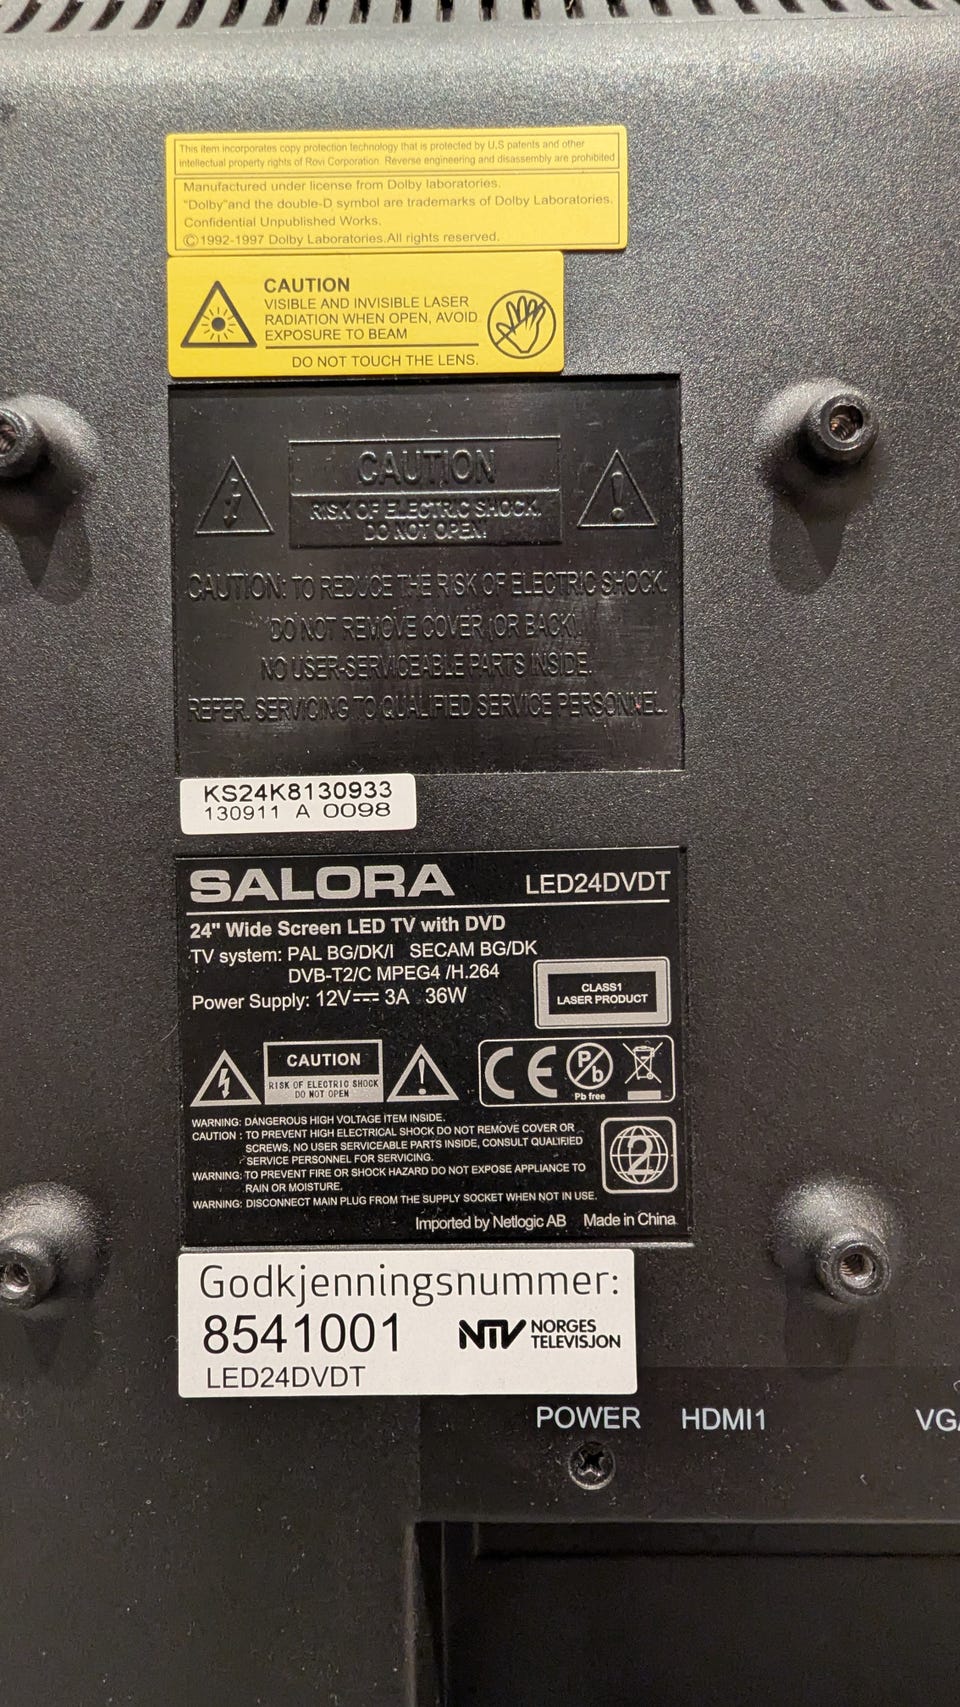 This item incorporates copy protection technology that is protected by U.S patents and other
intellectual property rights of Rovi Corporation. Reverse engineering and disassembly are prohibited
Manufactured under license from Dolby laboratories.
"Dolby"and the double-D symbol are trademarks of Dolby Laboratories.
Confidential Unpublished Works.
©1992-1997 Dolby Laboratories.All rights reserved.
CAUTION
VISIBLE AND INVISIBLE LASER
RADIATION WHEN OPEN, AVOID
EXPOSURE TO BEAM
DO NOT TOUCH THE LENS.
CAUTION
RISK OF ELECTRIC SHOCK.
DO NOT OPEN!
CAUTION: TO REDUCE THE RISK OF ELECTRIC SHOCK.
DO NOT REMOVE COVER (OR BACK).
NO USER-SERVICEABLE PARTS INSIDE.
REFER. SERVICING TO QUALIFIED SERVICE PERSONNEL.
KS24K8130933
130911 A 0098
SALORA LED24DVDT
24" Wide Screen LED TV with DVD
TV system: PAL BG/DK/I SECAM BG/DK
DVB-T2/C MPEG4 /H.264
Power Supply: 12V⎓ 3A 36W
CLASS1
LASER PRODUCT
CAUTION
RISK OF ELECTRIC SHOCK
DO NOT OPEN
CE Pb
Pb free
WARNING: DANGEROUS HIGH VOLTAGE ITEM INSIDE.
CAUTION : TO PREVENT HIGH ELECTRICAL SHOCK DO NOT REMOVE COVER OR
SCREWS, NO USER SERVICEABLE PARTS INSIDE, CONSULT QUALIFIED
SERVICE PERSONNEL FOR SERVICING.
WARNING: TO PREVENT FIRE OR SHOCK HAZARD DO NOT EXPOSE APPLIANCE TO
RAIN OR MOISTURE.
WARNING: DISCONNECT MAIN PLUG FROM THE SUPPLY SOCKET WHEN NOT IN USE.
2
Imported by Netlogic AB Made in China
Godkjenningsnummer:
8541001
NTV NORGES
TELEVISJON
LED24DVDT
POWER HDMI1 VG